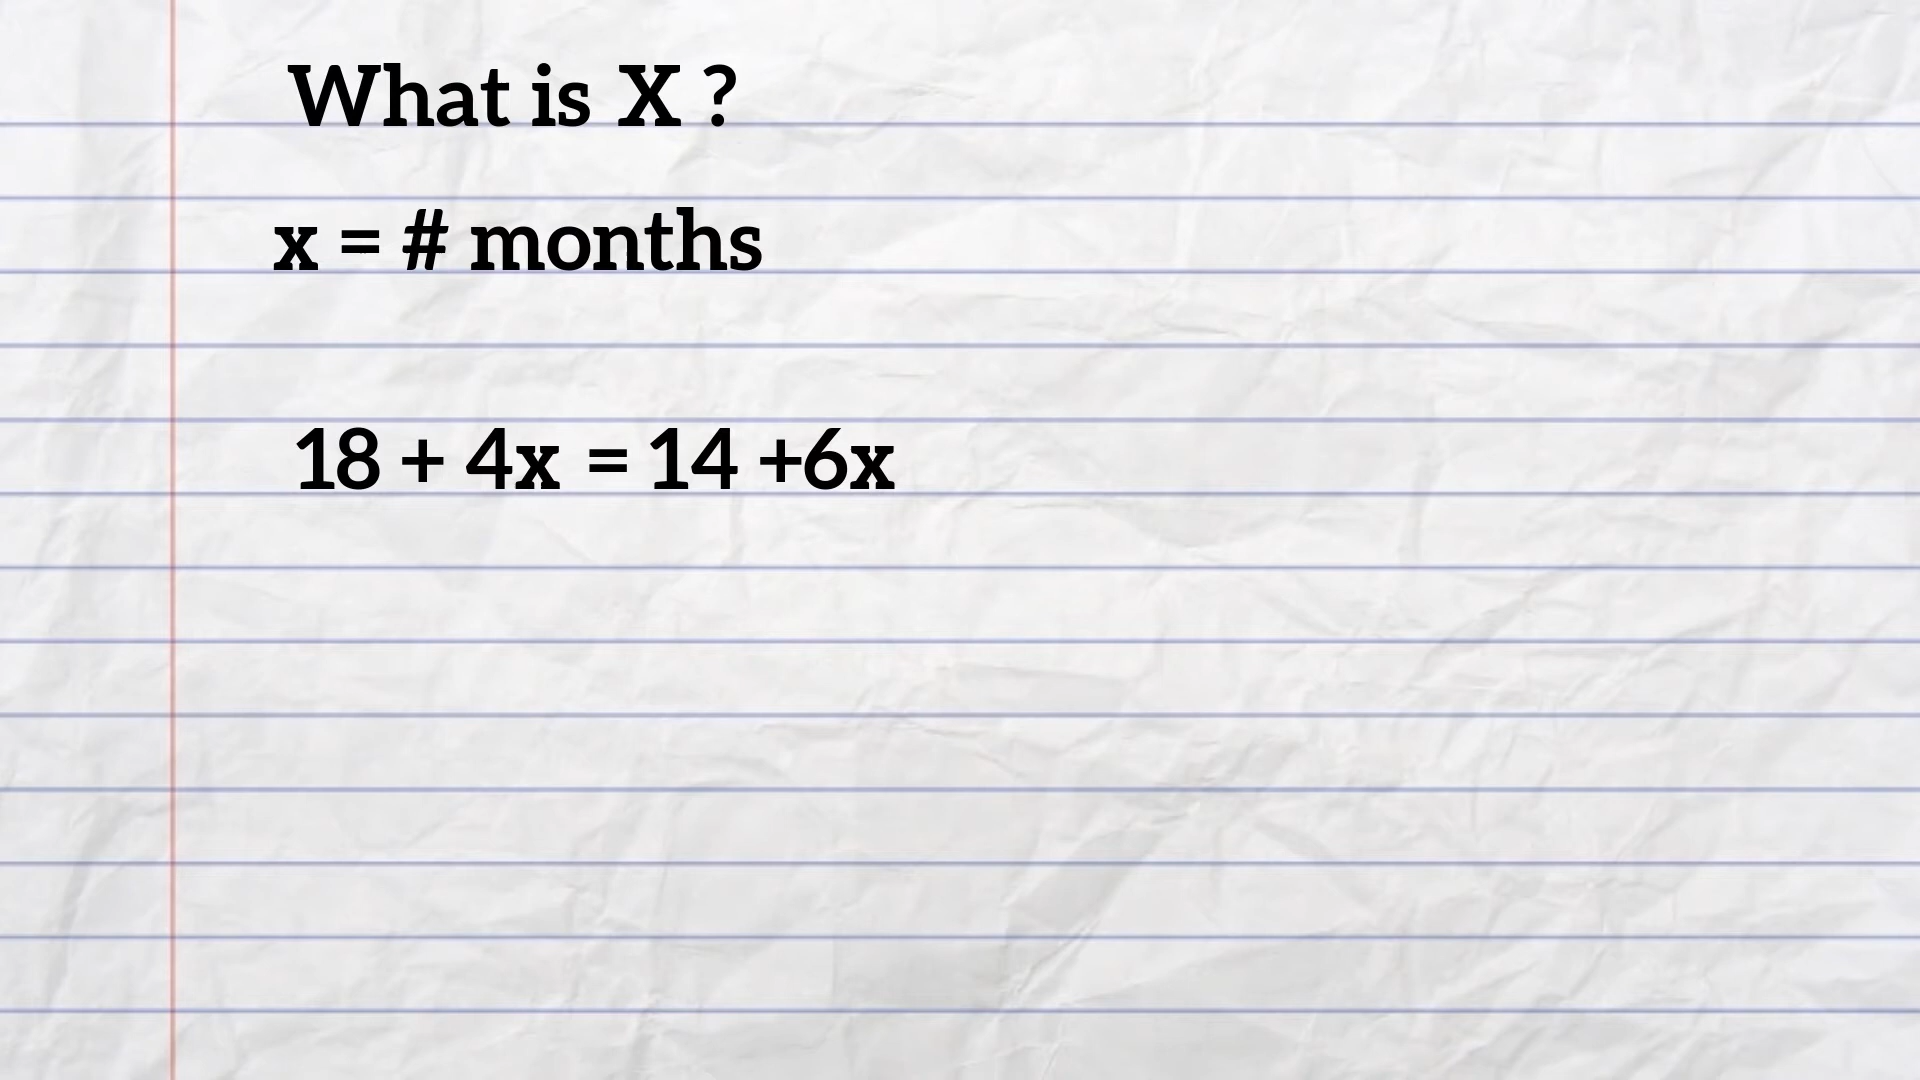 What is X ?
x = # months
18 + 4x = 14 +6x